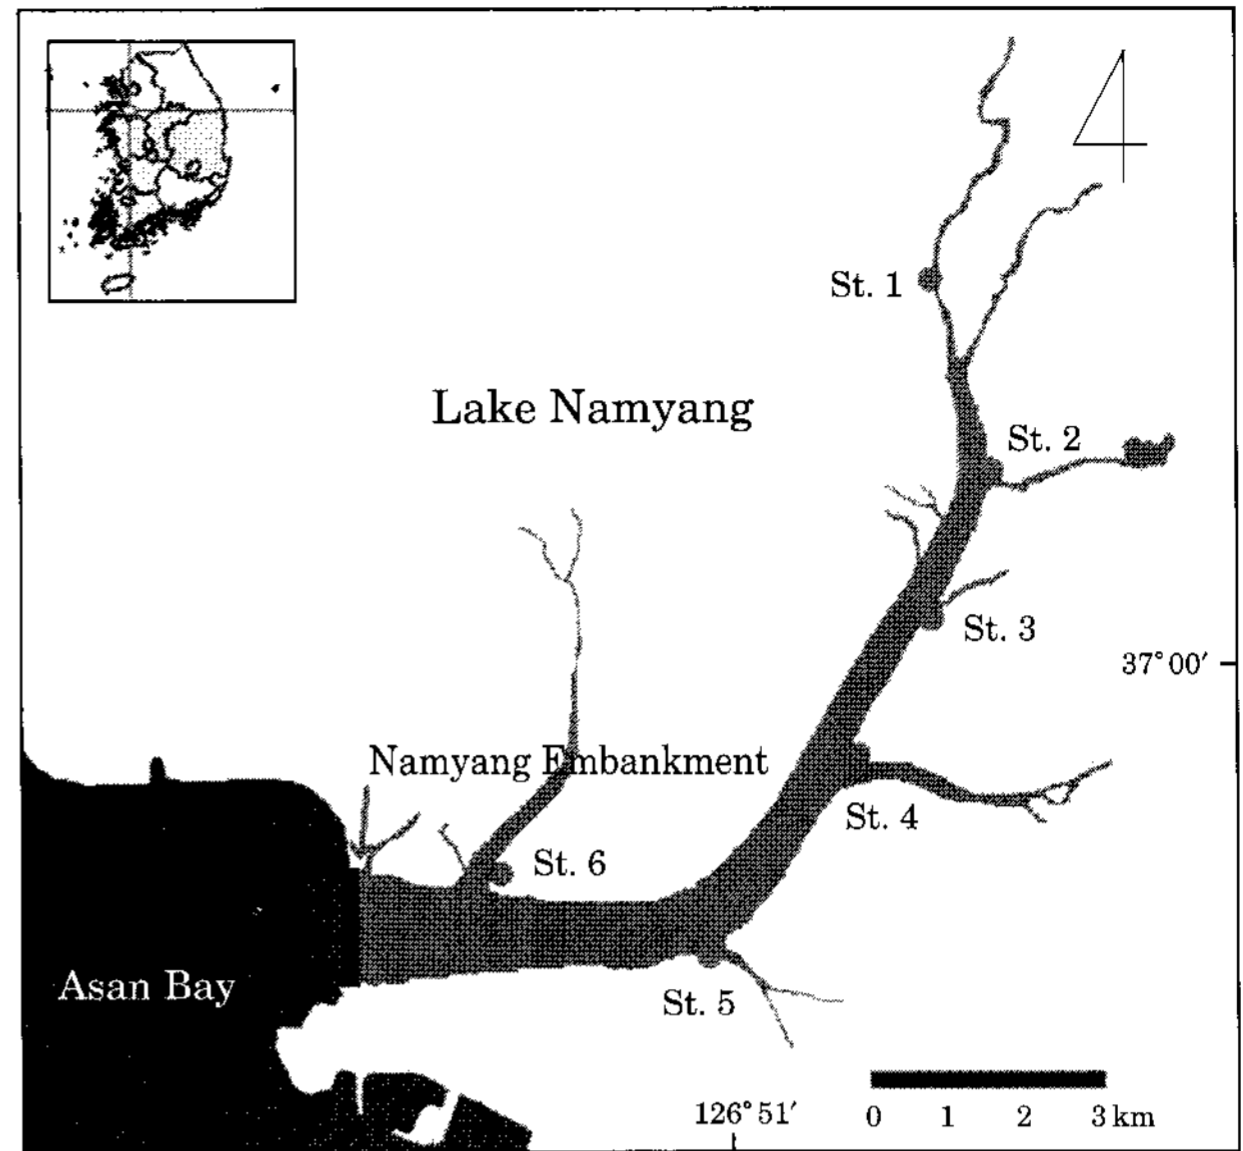 St. 1
Lake Namyang
St. 2
St. 3
37°00′
Namyang Embankment
St. 4
St. 6
Asan Bay
St. 5
126°51′
0 1 2 3 km